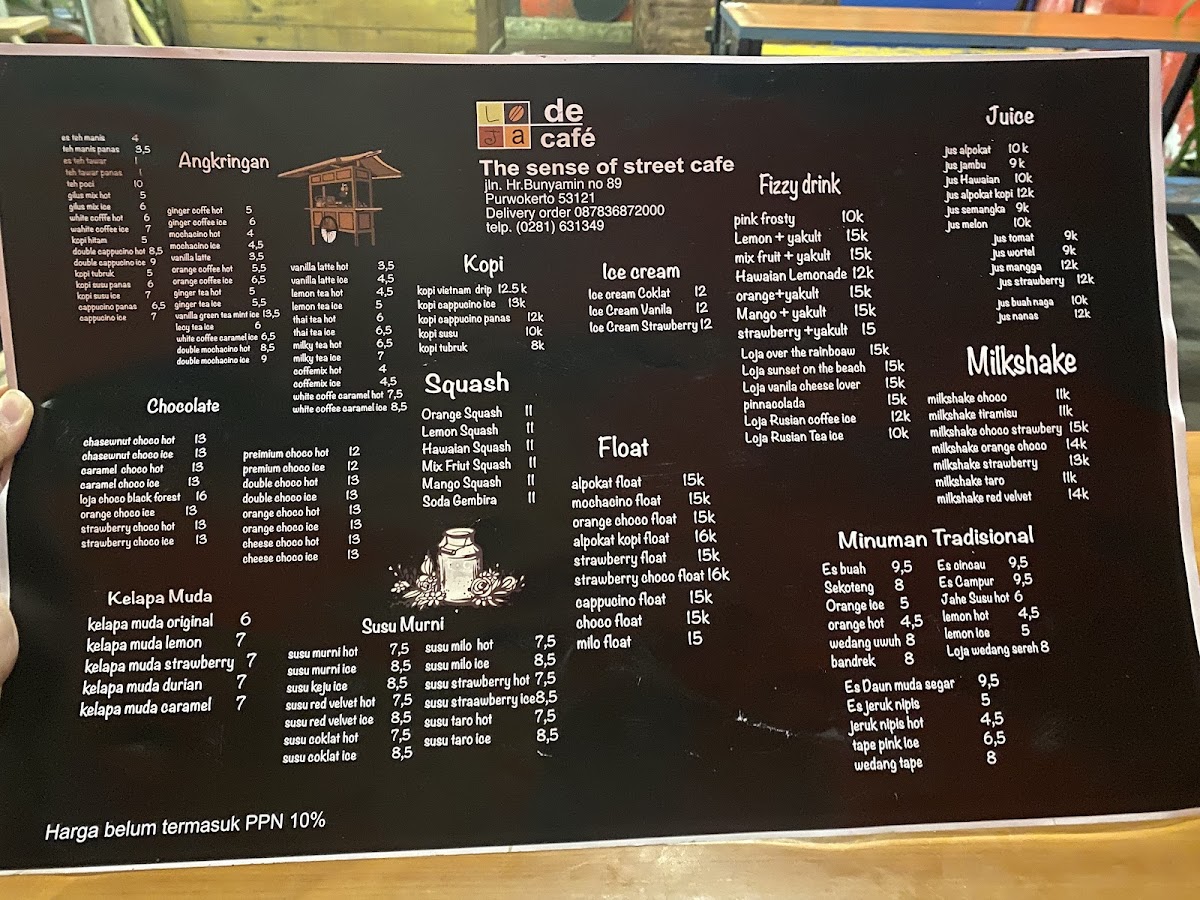 LOJa de café
The sense of street cafe
jln. Hr.Bunyamin no 89
Purwokerto 53121
Delivery order 087836872000
telp. (0281) 631349
Angkringan
es teh manis 4
teh manis panas 3,5
es teh tawar 1
teh tawar panas 1
teh poci 10
gilus mix hot 5
gilus mix ice 6
white cofffe hot 6
wahite coffee ice 7
kopi hitam 5
double cappucino hot 8,5
double cappucino ice 9
kopi tubruk 5
kopi susu panas 6
kopi susu ice 7
cappucino panas 6,5
cappucino ice 7
ginger coffe hot 5
ginger coffee ice 6
mochacino hot 4
mochacino ice 4,5
vanilla latte 3,5
orange coffee hot 5,5
orange coffee ice 6,5
ginger tea hot 5
ginger tea ice 5,5
vanilla green tea mint ice 13,5
lecy tea ice 6
white coffee caramel ice 6,5
double mochacino hot 8,5
double mochacino ice 9
vanilla latte hot 3,5
vanilla latte ice 4,5
lemon tea hot 4,5
lemon tea ice 5
thai tea hot 6
thai tea ice 6,5
milky tea hot 6,5
milky tea ice 7
coffemix hot 4
coffemix ice 4,5
white coffe caramel hot 7,5
white coffee caramel ice 8,5
Kopi
kopi vietnam drip 12.5 k
kopi cappucino ice 13k
kopi cappucino panas 12k
kopi susu 10k
kopi tubruk 8k
Ice cream
Ice cream Coklat 12
Ice Cream Vanila 12
Ice Cream Strawberry 12
Fizzy drink
pink frosty 10k
Lemon + yakult 15k
mix fruit + yakult 15k
Hawaian Lemonade 12k
orange+yakult 15k
Mango + yakult 15k
strawberry +yakult 15
Loja over the rainboaw 15k
Loja sunset on the beach 15k
Loja vanila cheese lover 15k
pinnacolada 15k
Loja Rusian coffee ice 12k
Loja Rusian Tea ice 10k
Juice
jus alpokat 10k
jus jambu 9k
jus Hawaian 10k
jus alpokat kopi 12k
jus semangka 9k
jus melon 10k
jus tomat 9k
jus wortel 9k
jus mangga 12k
jus strawberry 12k
jus buah naga 10k
jus nanas 12k
Milkshake
milkshake choco 11k
milkshake tiramisu 11k
milkshake choco strawbery 15k
milkshake orange choco 14k
milkshake strawberry 13k
milkshake taro 11k
milkshake red velvet 14k
Squash
Orange Squash 11
Lemon Squash 11
Hawaian Squash 11
Mix Friut Squash 11
Mango Squash 11
Soda Gembira 11
Chocolate
chasewnut choco hot 13
chasewnut choco ice 13
caramel choco hot 13
caramel choco ice 13
loja choco black forest 16
orange choco ice 13
strawberry choco hot 13
strawberry choco ice 13
preimium choco hot 12
premium choco ice 12
double choco hot 13
double choco ice 13
orange choco hot 13
orange choco ice 13
cheese choco hot 13
cheese choco ice 13
Float
alpokat float 15k
mochacino float 15k
orange choco float 15k
alpokat kopi float 16k
strawberry float 15k
strawberry choco float 16k
cappucino float 15k
choco float 15k
milo float 15
Kelapa Muda
kelapa muda original 6
kelapa muda lemon 7
kelapa muda strawberry 7
kelapa muda durian 7
kelapa muda caramel 7
Susu Murni
susu murni hot 7,5
susu murni ice 8,5
susu keju ice 8,5
susu red velvet hot 7,5
susu red velvet ice 8,5
susu coklat hot 7,5
susu coklat ice 8,5
susu milo hot 7,5
susu milo ice 8,5
susu strawberry hot 7,5
susu straawberry ice 8,5
susu taro hot 7,5
susu taro ice 8,5
Minuman Tradisional
Es buah 9,5
Sekoteng 8
Orange Ice 5
orange hot 4,5
wedang uwuh 8
bandrek 8
Es cincau 9,5
Es Campur 9,5
Jahe Susu hot 6
lemon hot 4,5
lemon Ice 5
Loja wedang sereh 8
Es Daun muda segar 9,5
Es jeruk nipis 5
jeruk nipis hot 4,5
tape pink ice 6,5
wedang tape 8
Harga belum termasuk PPN 10%